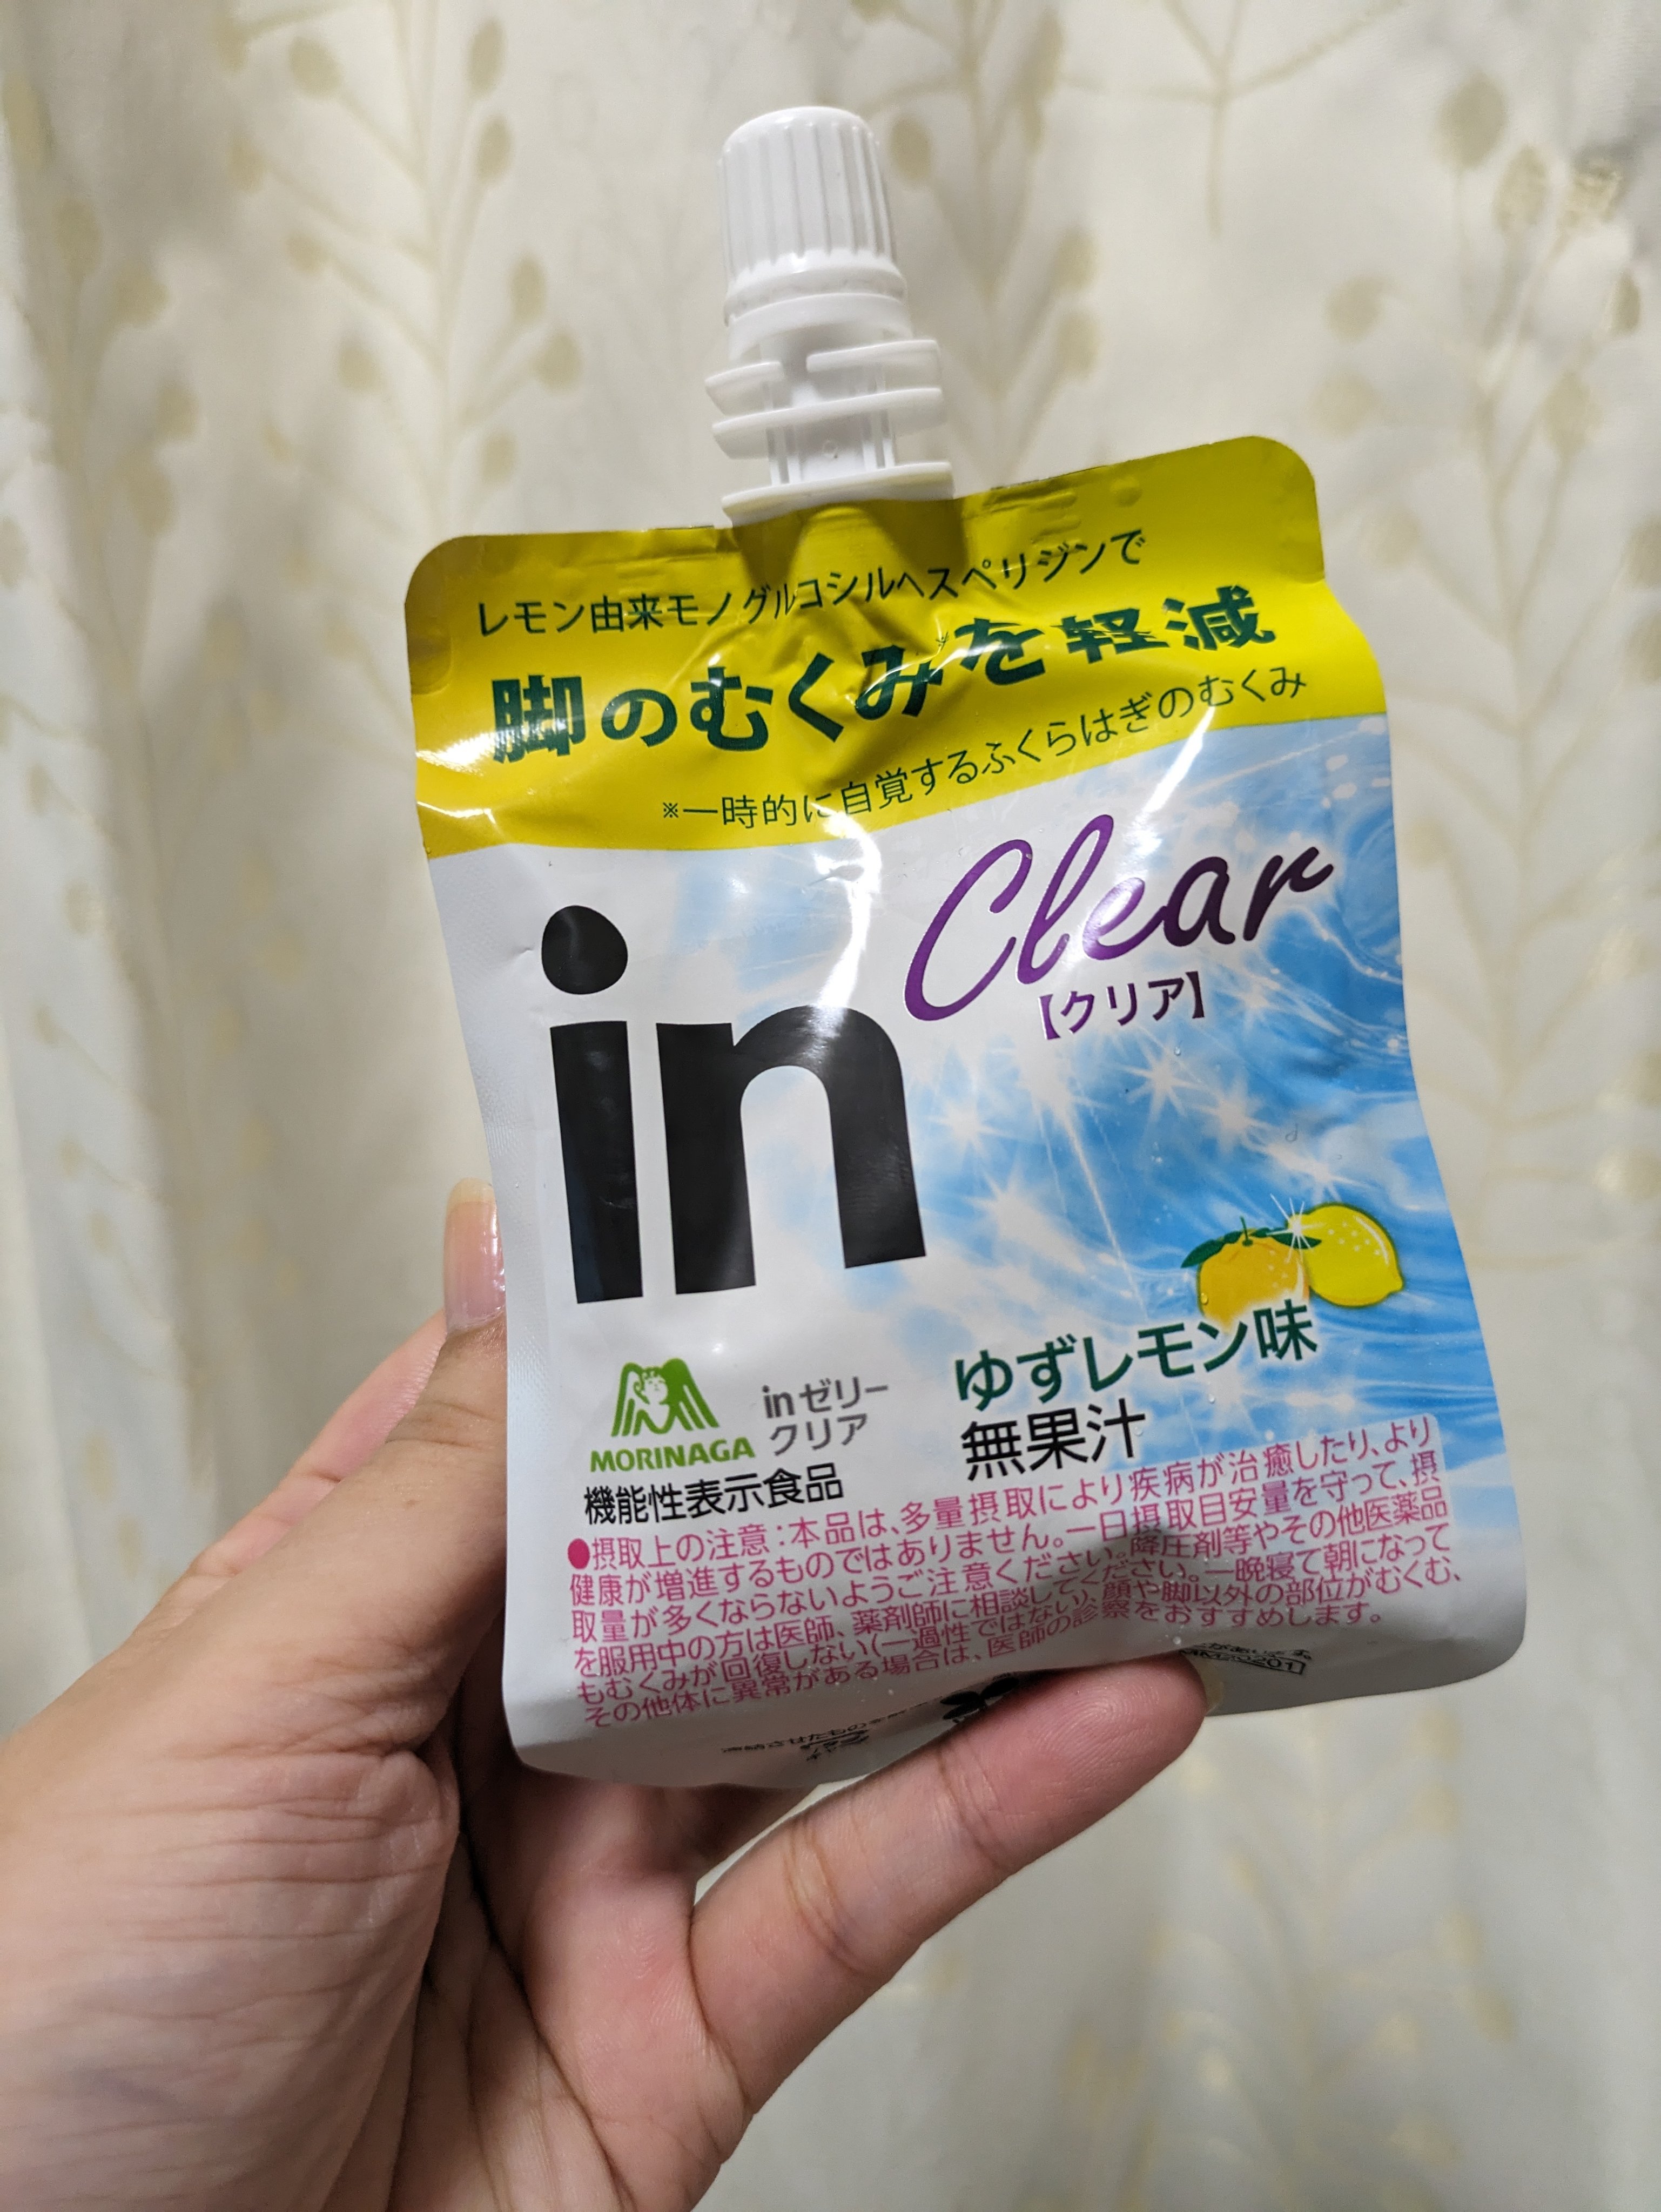 レモン由来モノグルコシルヘスペリジンで
脚のむくみ※を軽減
※一時的に自覚するふくらはぎのむくみ
Clear
【クリア】
in
ゆずレモン味
無果汁
MORINAGA
inゼリー
クリア
機能性表示食品
●摂取上の注意:本品は、多量摂取により疾病が治癒したり、より
健康が増進するものではありません。一日摂取目安量を守って、摂
取量が多くならないようご注意ください。降圧剤等やその他医薬品
を服用中の方は医師、薬剤師に相談してください。一晩寝て朝になって
もむくみが回復しない(一過性ではない)、顔や脚以外の部位がむくむ、
その他体に異常がある場合は、医師の診察をおすすめします。
凍結させたもの